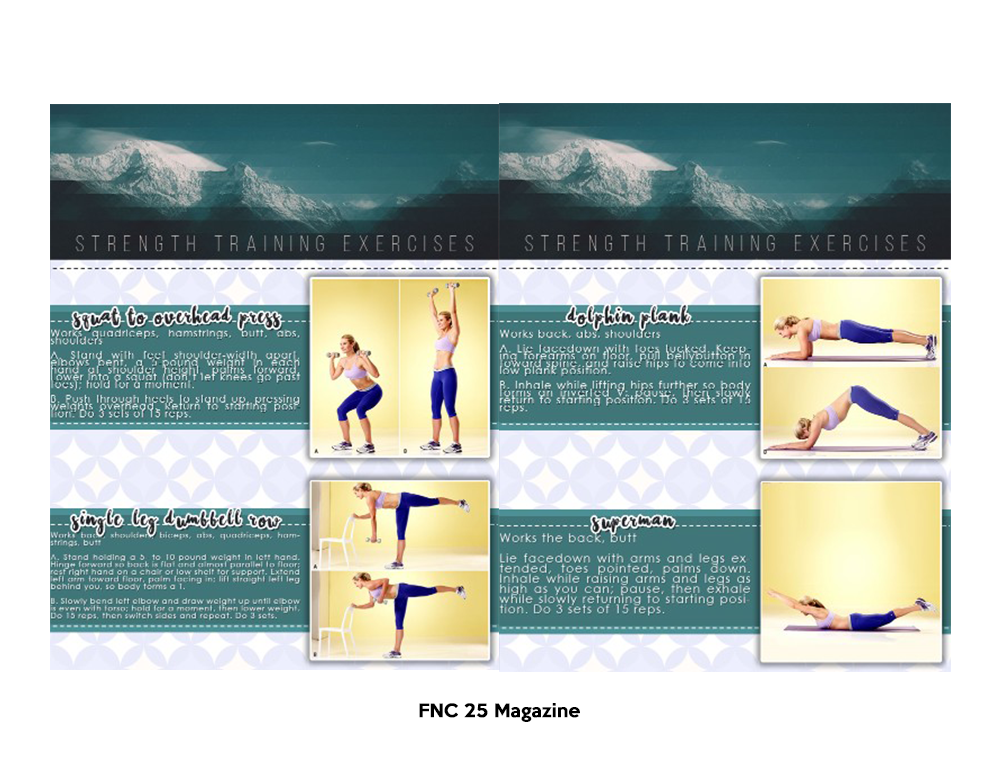 STRENGTH TRAINING EXERCISES
squat to overhead press
Works quadriceps, hamstrings, butt, abs,
shoulders
A. Stand with feet shoulder-width apart,
elbows bent, a 5-pound weight in each
hand at shoulder height, palms forward.
Lower into a squat (don't let knees go past
toes); hold for a moment.
B. Push through heels to stand up, pressing
weights overhead. Return to starting posi-
tion. Do 3 sets of 15 reps.
A
single leg dumbbell row
Works back, shoulders, biceps, abs, quadriceps, ham-
strings, butt
A. Stand holding a 5- to 10 pound weight in left hand.
Hinge forward so back is flat and almost parallel to floor;
rest right hand on a chair or low shelf for support. Extend
left arm toward floor, palm facing in; lift straight left leg
behind you, so body forms a T.
B. Slowly bend left elbow and draw weight up until elbow
is even with torso; hold for a moment, then lower weight.
Do 15 reps, then switch sides and repeat. Do 3 sets.
A
B
STRENGTH TRAINING EXERCISES
dolphin plank
Works back, abs, shoulders
A. Lie facedown with toes tucked. Keep-
ing forearms on floor, pull bellybutton in
toward spine, and raise hips to come into
low plank position.
B. Inhale while lifting hips further so body
forms an inverted V; pause, then slowly
return to starting position. Do 3 sets of 15
reps.
A
superman
Works the back, butt
Lie facedown with arms and legs ex
tended, toes pointed, palms down.
Inhale while raising arms and legs as
high as you can; pause, then exhale
while slowly returning to starting posi-
tion. Do 3 sets of 15 reps.
FNC 25 Magazine